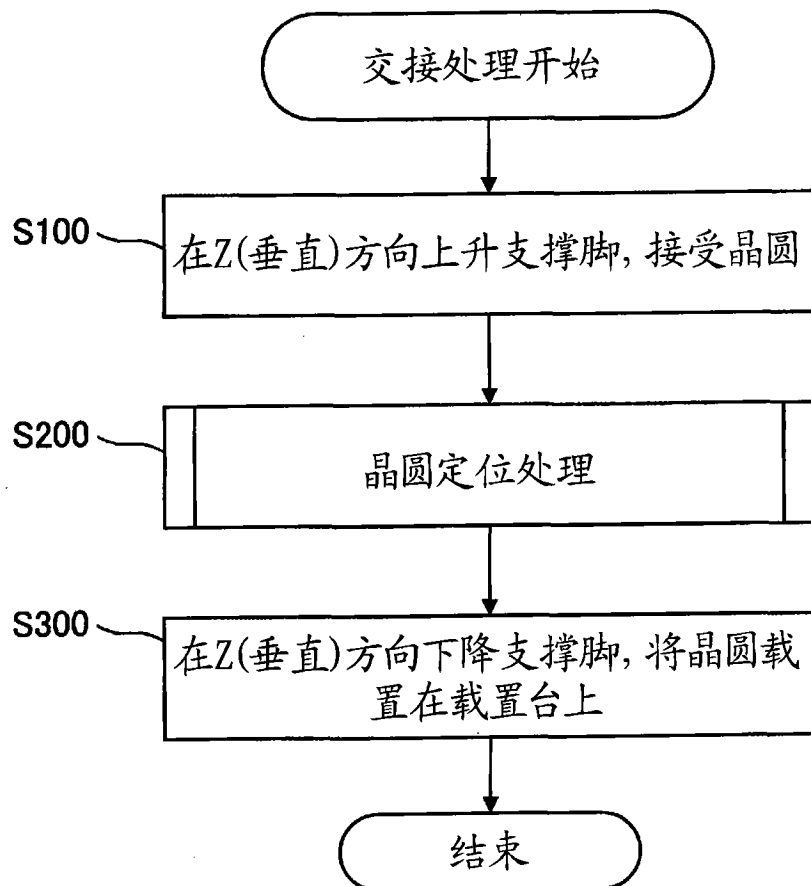 交接处理开始
S100
在Z(垂直)方向上升支撑脚，接受晶圆
S200
晶圆定位处理
S300
在Z(垂直)方向下降支撑脚，将晶圆载
置在载置台上
结束